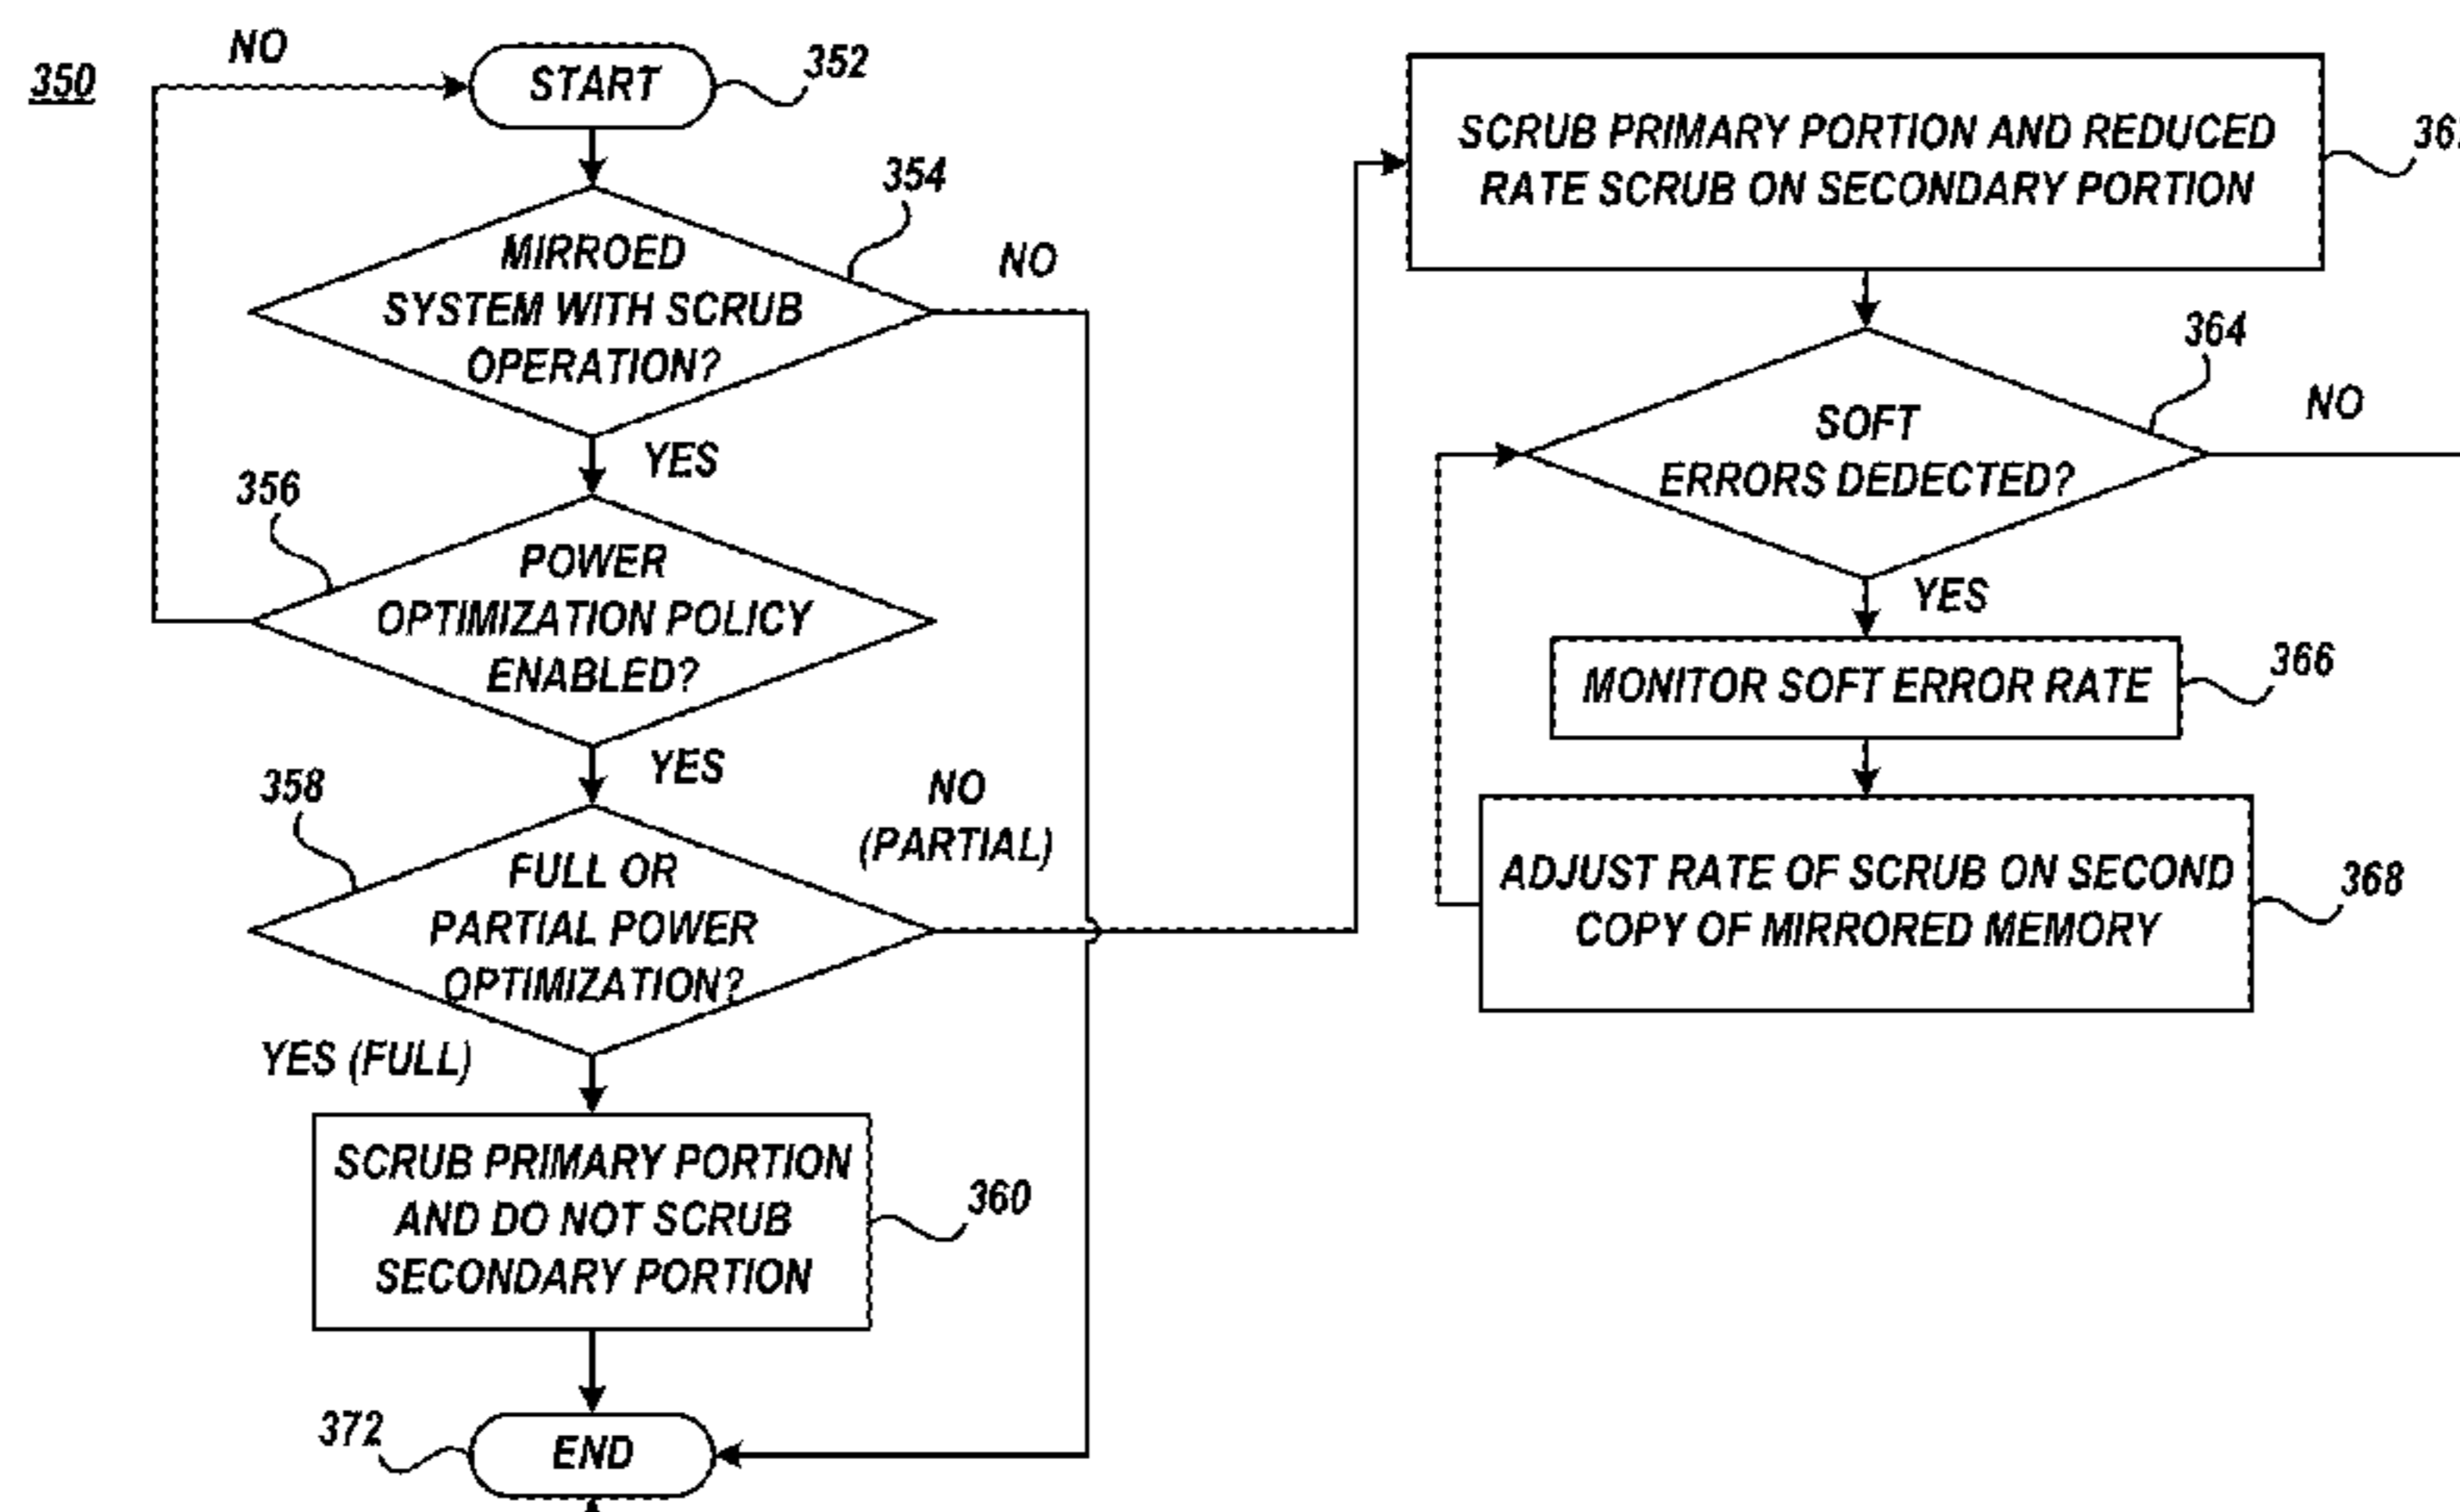 350
NO
START
352
354
MIRROED
SYSTEM WITH SCRUB
OPERATION?
NO
YES
356
POWER
OPTIMIZATION POLICY
ENABLED?
YES
358
FULL OR
PARTIAL POWER
OPTIMIZATION?
NO
(PARTIAL)
YES (FULL)
SCRUB PRIMARY PORTION
AND DO NOT SCRUB
SECONDARY PORTION
360
372
END
SCRUB PRIMARY PORTION AND REDUCED
RATE SCRUB ON SECONDARY PORTION
364
SOFT
ERRORS DEDECTED?
NO
YES
MONITOR SOFT ERROR RATE
366
ADJUST RATE OF SCRUB ON SECOND
COPY OF MIRRORED MEMORY
368